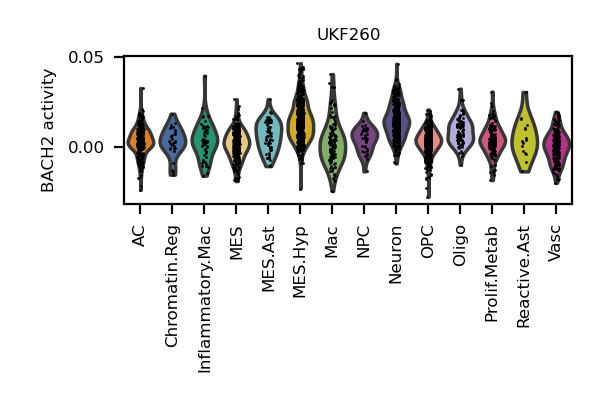 UKF260
BACH2 activity
0.05
0.00
AC
Chromatin.Reg
Inflammatory.Mac
MES
MES.Ast
MES.Hyp
Mac
NPC
Neuron
OPC
Oligo
Prolif.Metab
Reactive.Ast
Vasc